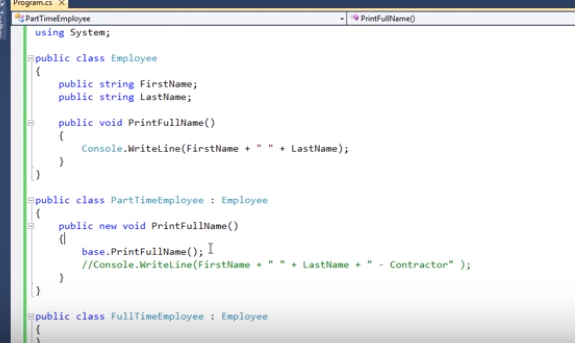 Program.cs ✕
PartTimeEmployee
PrintFullName()
using System;
public class Employee
{
public string FirstName;
public string LastName;
public void PrintFullName()
{
Console.WriteLine(FirstName + " " + LastName);
}
}
public class PartTimeEmployee : Employee
{
public new void PrintFullName()
{
base.PrintFullName();
//Console.WriteLine(FirstName + " " + LastName + " - Contractor" );
}
}
public class FullTimeEmployee : Employee
{
}